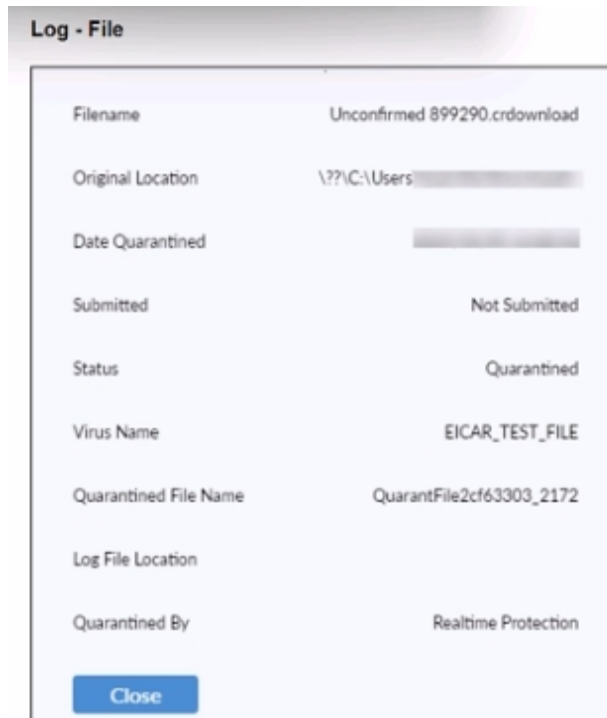 Log - File
Filename Unconfirmed 899290.crdownload
Original Location \??\C:\Users
Date Quarantined
Submitted Not Submitted
Status Quarantined
Virus Name EICAR_TEST_FILE
Quarantined File Name QuarantFile2cf63303_2172
Log File Location
Quarantined By Realtime Protection
Close